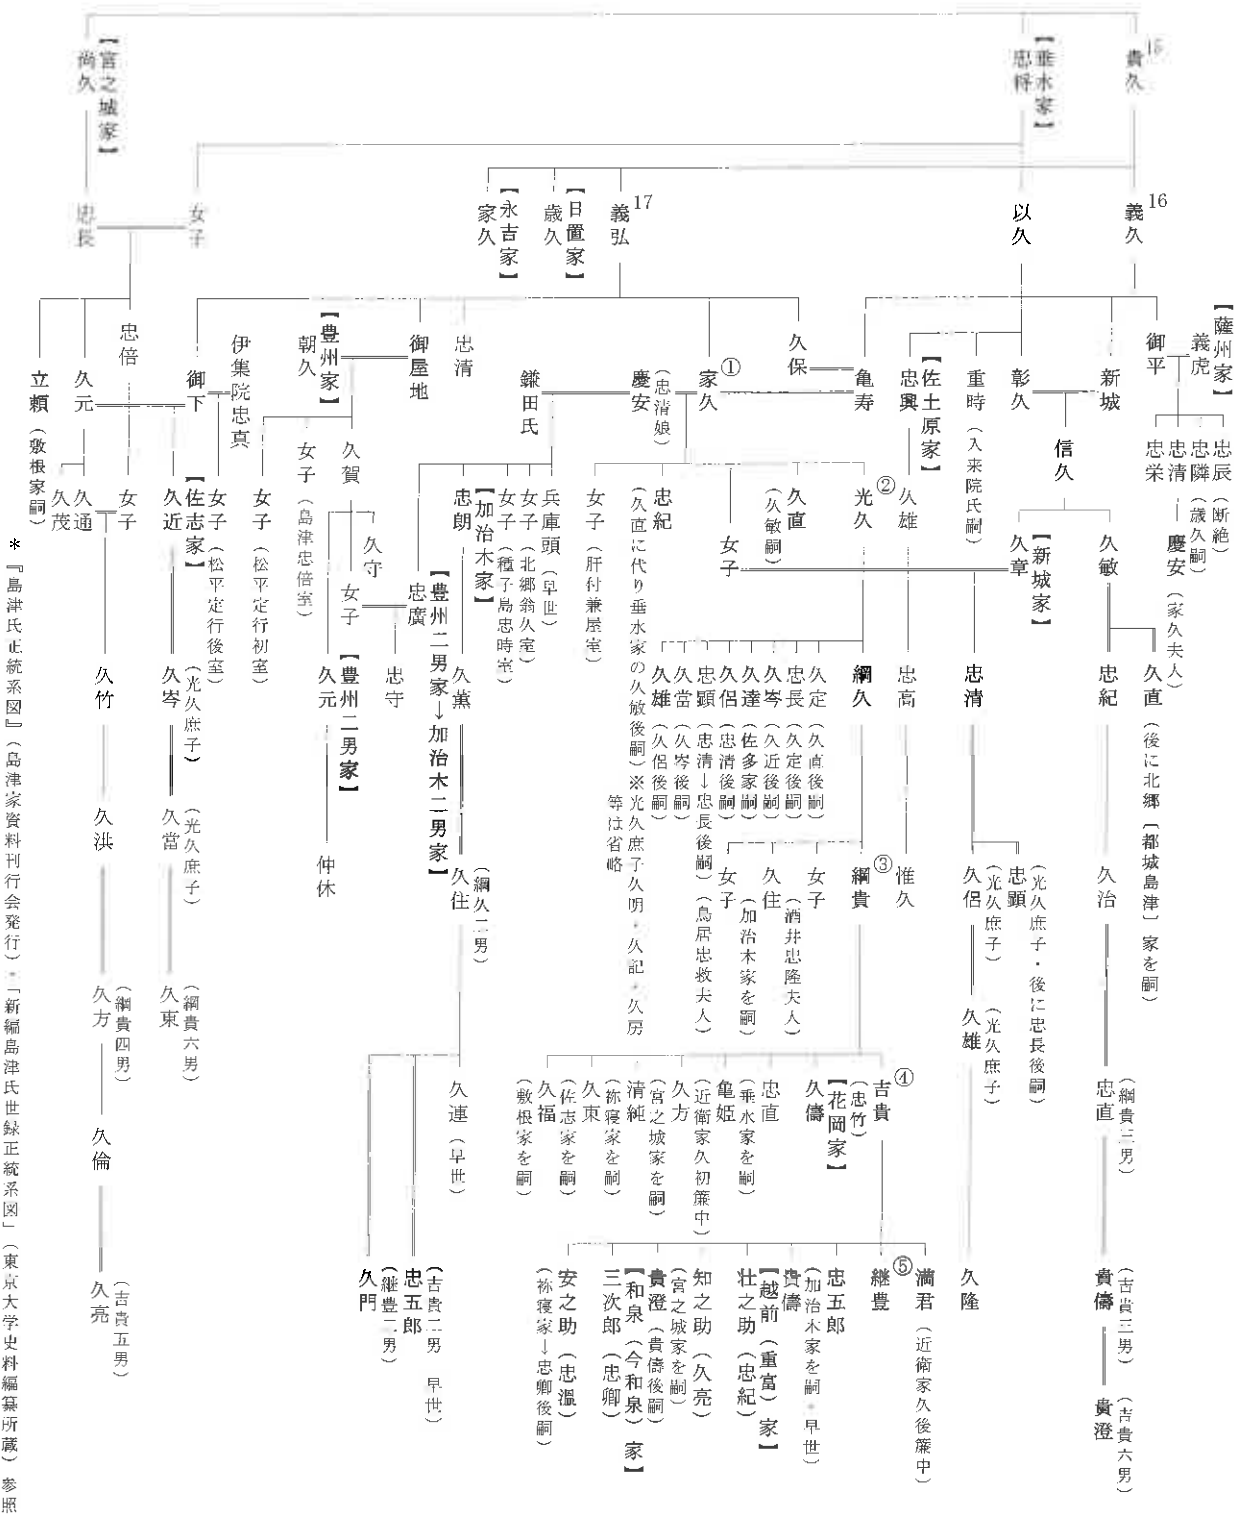 15
貴久
【垂水家】
忠将
【宮之城家】
尚久
16
義久
以久
17
義弘
【日置家】
歳久
【永吉家】
家久
女子
忠長
【薩州家】
義虎
御平
新城
彰久
重時（入来院氏嗣）
【佐土原家】
忠興
亀寿
久保
①
家久
（忠清娘）
慶安
鎌田氏
忠清
御屋地
【豊州家】
朝久
伊集院忠真
御下
忠倍
久元
立頼（敷根家嗣）
忠辰（断絶）
忠隣（歳久嗣）
忠清
慶安（家久夫人）
忠栄
信久
久雄
②
光久
久直
（久敏嗣）
女子
忠紀
（久直に代り垂水家の久敏後嗣）
女子（肝付兼屋室）
兵庫頭（早世）
女子（北郷翁久室）
女子（種子島忠時室）
【加治木家】
忠朗
久賀
女子（島津忠倍室）
女子（松平定行初室）
女子（松平定行後室）
【佐志家】
久近
女子
久通
久茂
久敏
【新城家】
久章
久守
女子
【豊州二男家→加治木二男家】
忠廣
【豊州二男家】
久元
忠守
久薫
久直（後に北郷〔都城島津〕家を嗣）
忠紀
忠清
忠高
綱久
久定（久直後嗣）
忠長（久定後嗣）
久岑（久近後嗣）
久達（佐多家嗣）
久侶（忠清後嗣）
忠顕（忠清→忠長後嗣）
久當（久岑後嗣）
久雄（久侶後嗣）
※光久庶子久明・久記・久房
等は省略
（光久庶子）
久岑
久竹
久治
忠顕
（光久庶子・後に忠長後嗣）
久侶
（光久庶子）
惟久
③
綱貴
女子
（酒井忠隆夫人）
久住
（加治木家を嗣）
女子
（鳥居忠救夫人）
（綱久二男）
久住
仲休
（光久庶子）
久當
久洪
（光久庶子）
久雄
（綱貴六男）
久東
（綱貴四男）
久方
（綱貴三男）
忠直
④
吉貴
（忠竹）
【花岡家】
久儔
忠直
（垂水家を嗣）
亀姫
（近衛家久初簾中）
久方
（宮之城家を嗣）
清純
（祢寝家を嗣）
久東
（佐志家を嗣）
久福
（敷根家を嗣）
久連（早世）
久倫
（吉貴三男）
貴儔
（吉貴六男）
貴澄
久隆
満君（近衛家久後簾中）
⑤
継豊
忠五郎
貴儔
（加治木家を嗣・早世）
【越前（重富）家】
壮之助（忠紀）
知之助（久亮）
（宮之城家を嗣）
貴澄（貴儔後嗣）
【和泉（今和泉）家】
三次郎（忠卿）
安之助（忠温）
（祢寝家→忠卿後嗣）
（吉貴二男　早世）
忠五郎
（継豊二男）
久門
（吉貴五男）
久亮
＊『島津氏正統系図』（島津家資料刊行会発行）・「新編島津氏世録正統系図」（東京大学史料編纂所蔵）参照